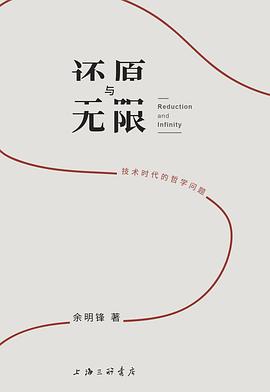 还原
与
无限
Reduction
and
Infinity
技术时代的哲学问题
余明锋 著
上海三联书店